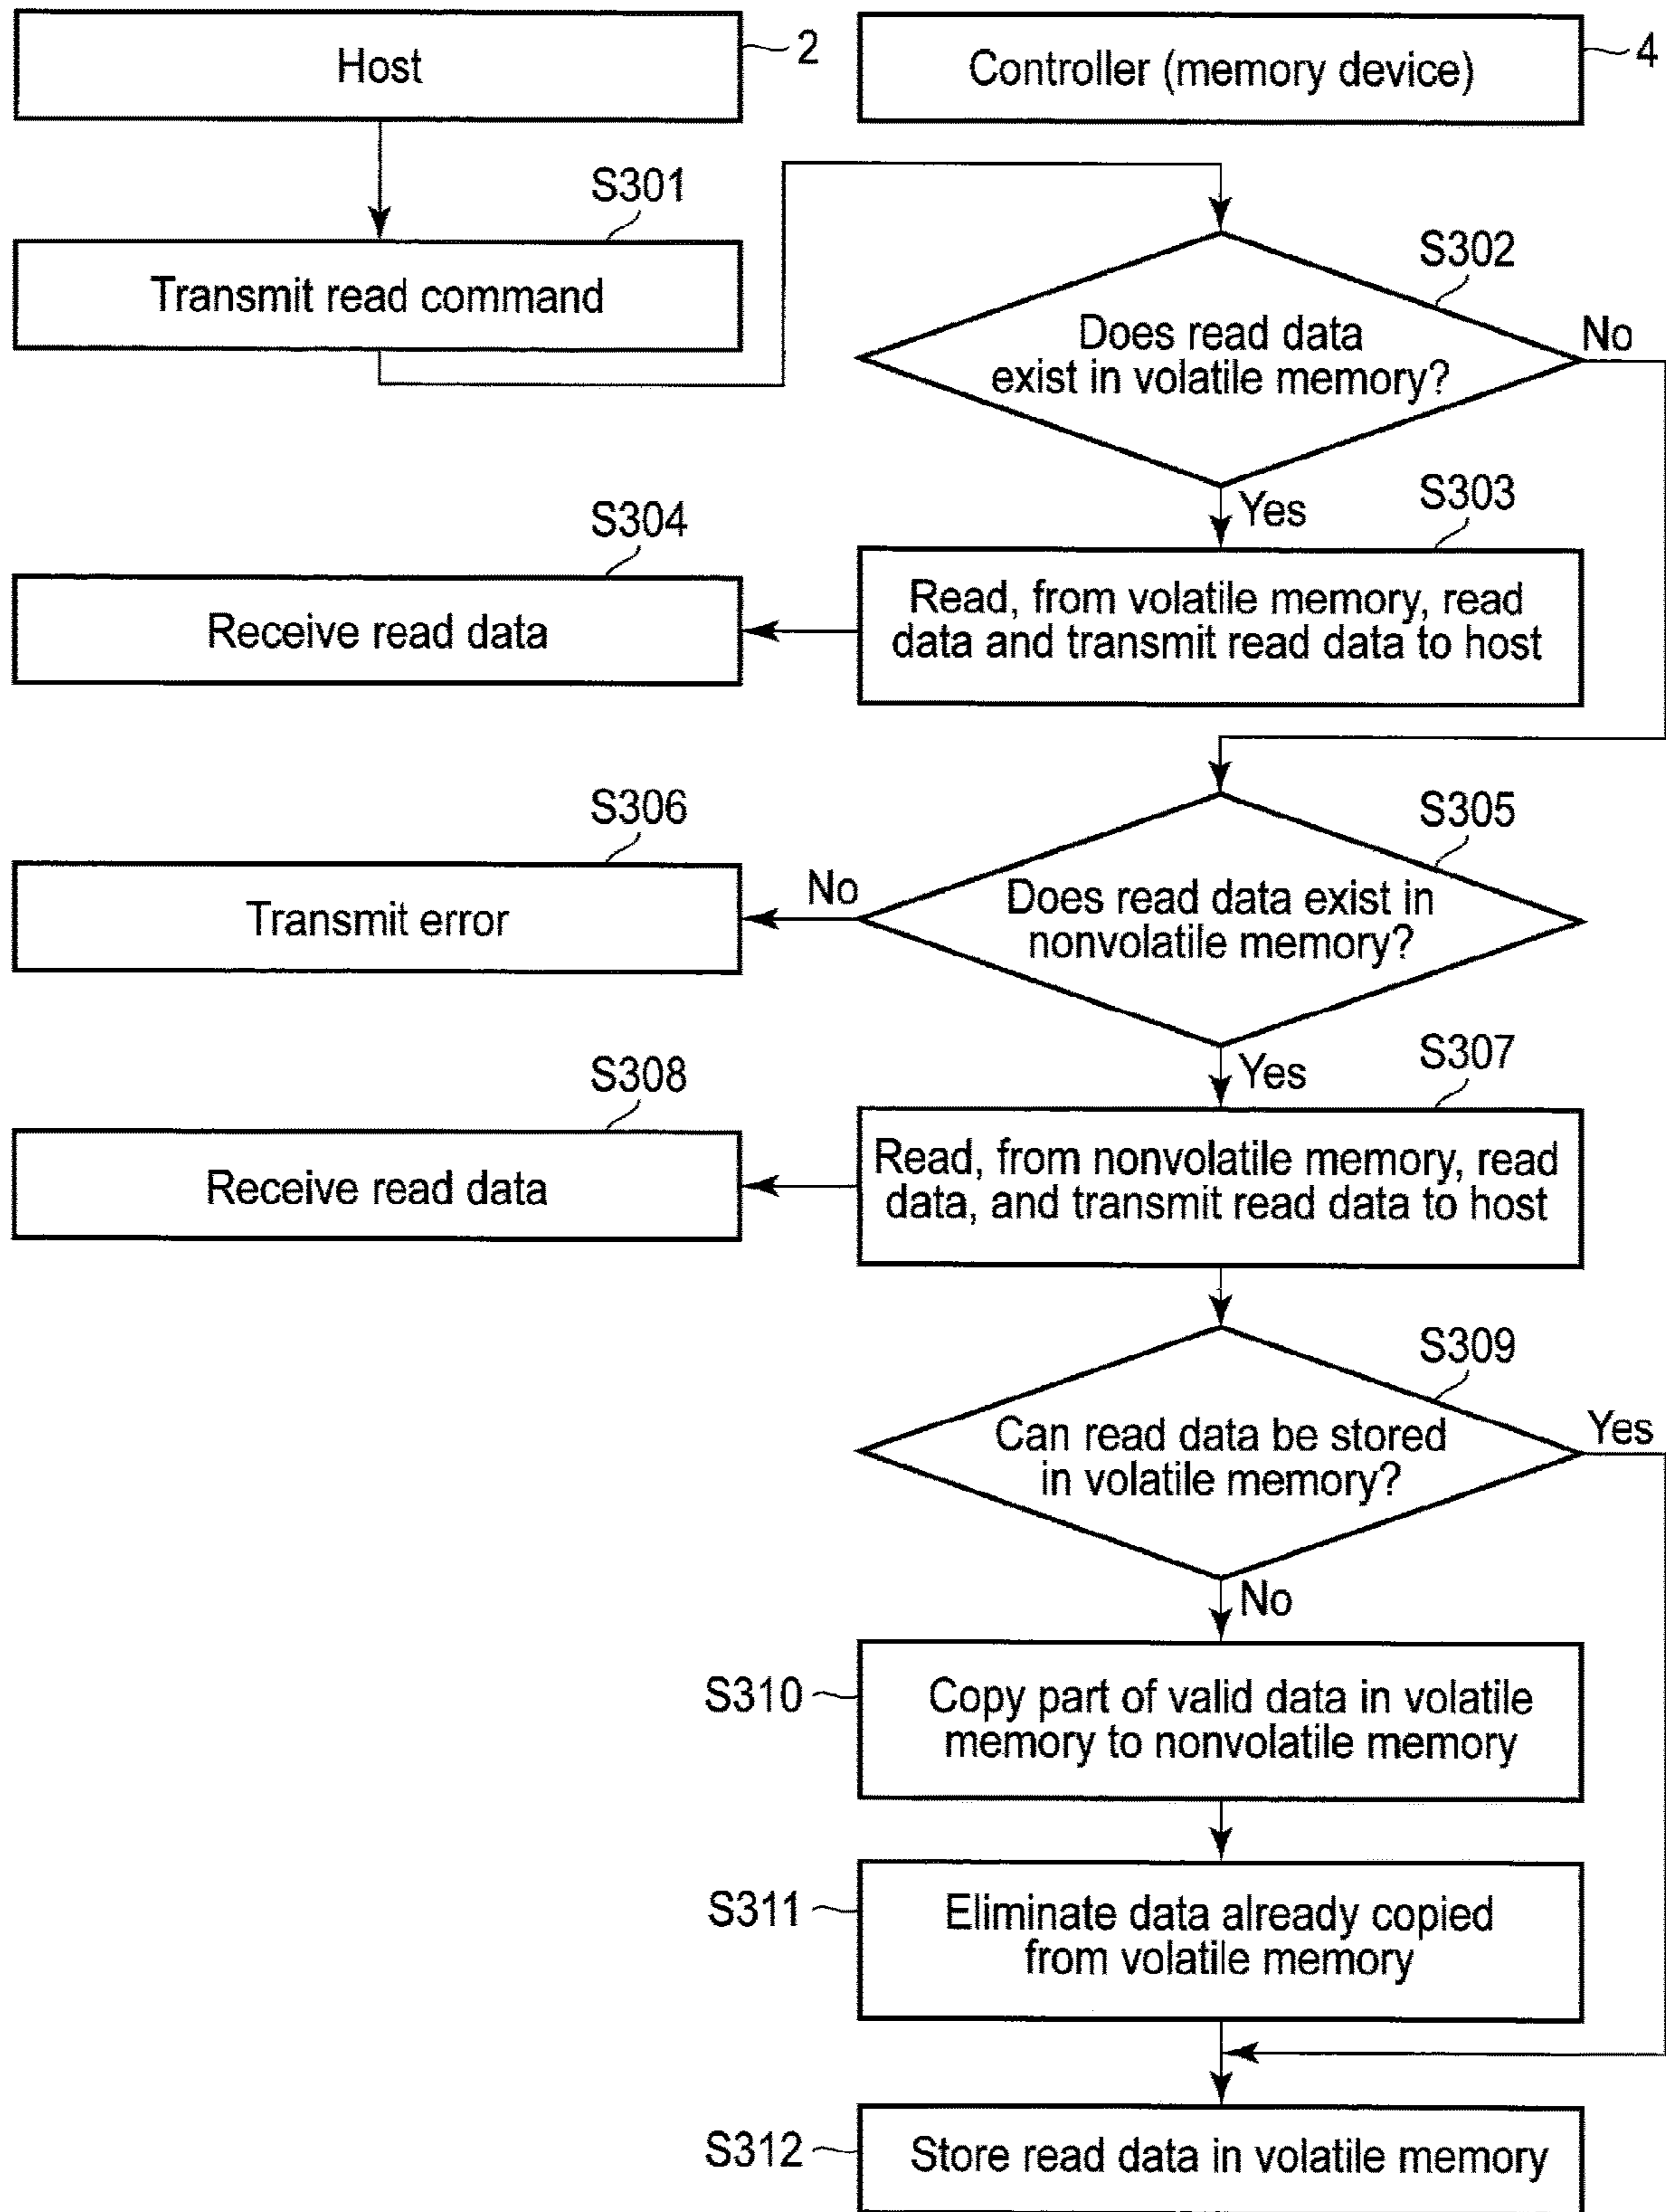 Host
2
Controller (memory device)
4
S301
Transmit read command
S302
Does read data
exist in volatile memory?
No
Yes
S303
Read, from volatile memory, read
data and transmit read data to host
S304
Receive read data
S305
Does read data exist in
nonvolatile memory?
No
S306
Transmit error
Yes
S307
Read, from nonvolatile memory, read
data, and transmit read data to host
S308
Receive read data
S309
Can read data be stored
in volatile memory?
Yes
No
S310
Copy part of valid data in volatile
memory to nonvolatile memory
S311
Eliminate data already copied
from volatile memory
S312
Store read data in volatile memory